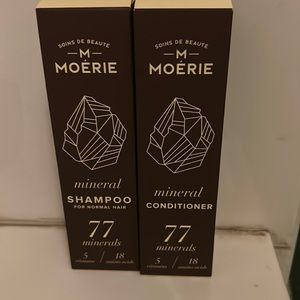 SOINS DE BEAUTÉ
M
MOÉRIE
mineral
SHAMPOO
FOR NORMAL HAIR
77
minerals
5 / 18
vitamins amino acids
SOINS DE BEAUTÉ
M
MOÉRIE
mineral
CONDITIONER
77
minerals
5 / 18
vitamins amino acids